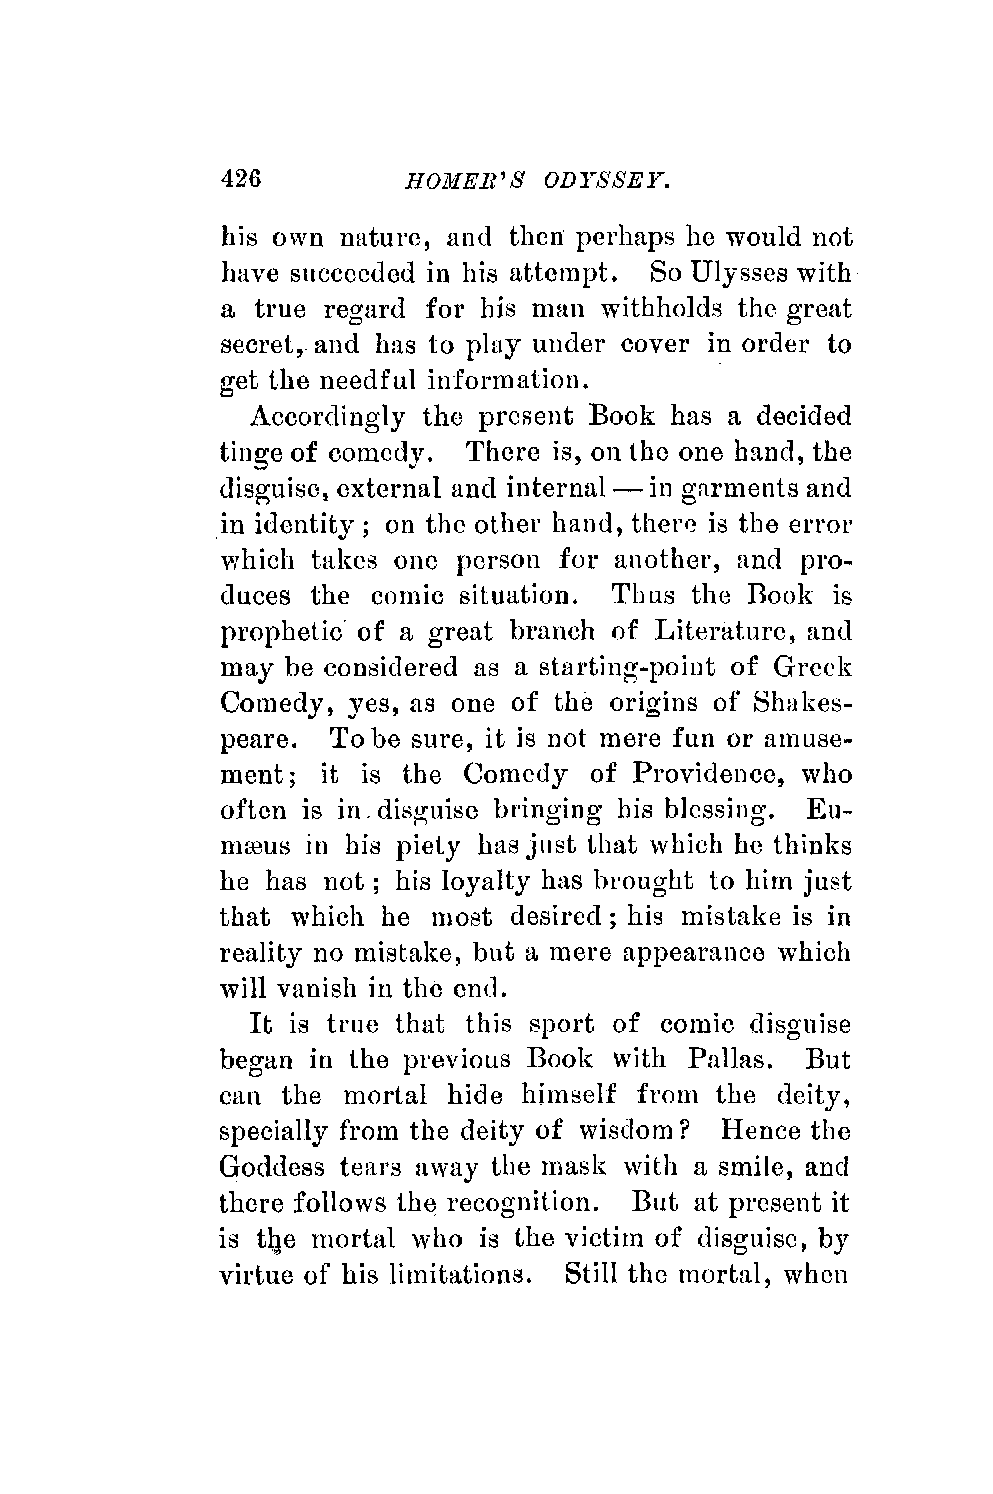 426 HOMER'S ODYSSEY.
his own nature, and then perhaps he would not
have succeeded in his attempt. So Ulysses with
a true regard for his man withholds the great
secret, and has to play under cover in order to
get the needful information.
Accordingly the present Book has a decided
tinge of comedy. There is, on the one hand, the
disguise, external and internal — in garments and
in identity ; on the other hand, there is the error
which takes one person for another, and pro-
duces the comic situation. Thus the Book is
prophetic of a great branch of Literature, and
may be considered as a starting-point of Greek
Comedy, yes, as one of the origins of Shakes-
peare. To be sure, it is not mere fun or amuse-
ment; it is the Comedy of Providence, who
often is in disguise bringing his blessing. Eu-
mæus in his piety has just that which he thinks
he has not ; his loyalty has brought to him just
that which he most desired ; his mistake is in
reality no mistake, but a mere appearance which
will vanish in the end.
It is true that this sport of comic disguise
began in the previous Book with Pallas. But
can the mortal hide himself from the deity,
specially from the deity of wisdom? Hence the
Goddess tears away the mask with a smile, and
there follows the recognition. But at present it
is the mortal who is the victim of disguise, by
virtue of his limitations. Still the mortal, when